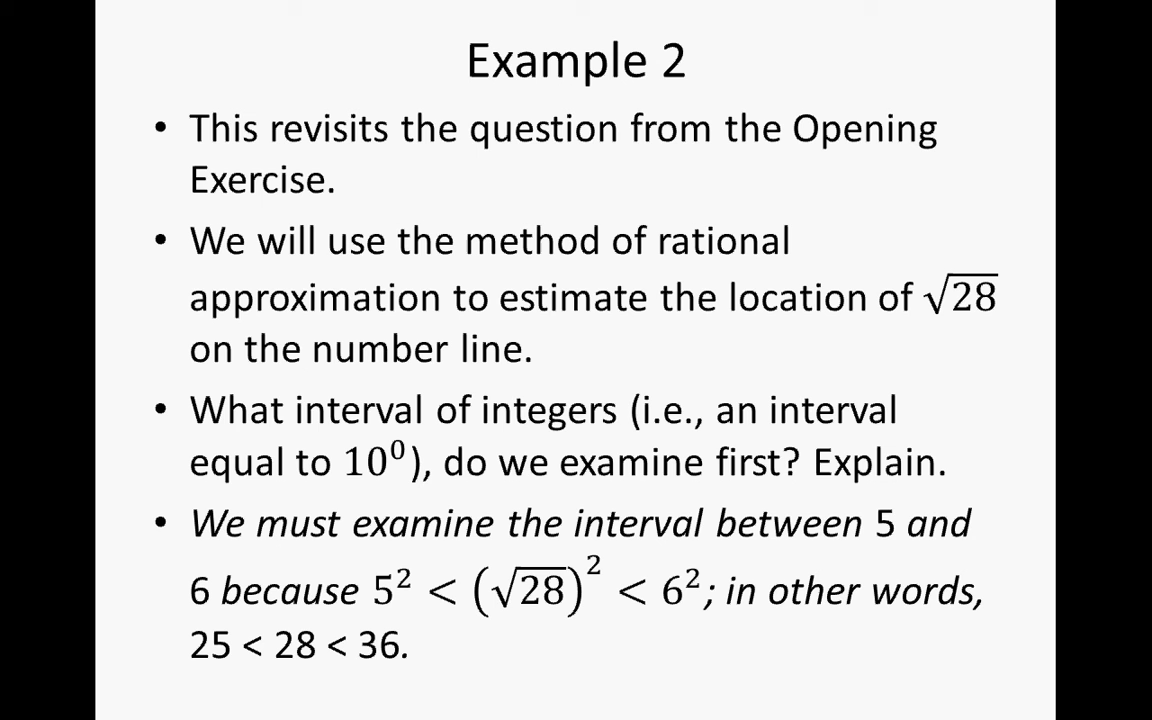 Example 2
• This revisits the question from the Opening
Exercise.
• We will use the method of rational
approximation to estimate the location of √28
on the number line.
• What interval of integers (i.e., an interval
equal to 10⁰), do we examine first? Explain.
• We must examine the interval between 5 and
6 because 5² < (√28)² < 6²; in other words,
25 < 28 < 36.